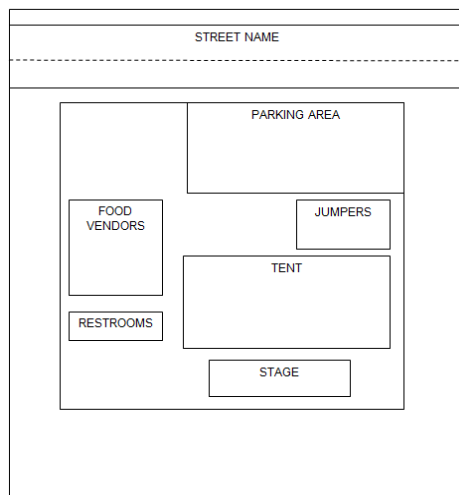 STREET NAME
PARKING AREA
FOOD
VENDORS
JUMPERS
TENT
RESTROOMS
STAGE